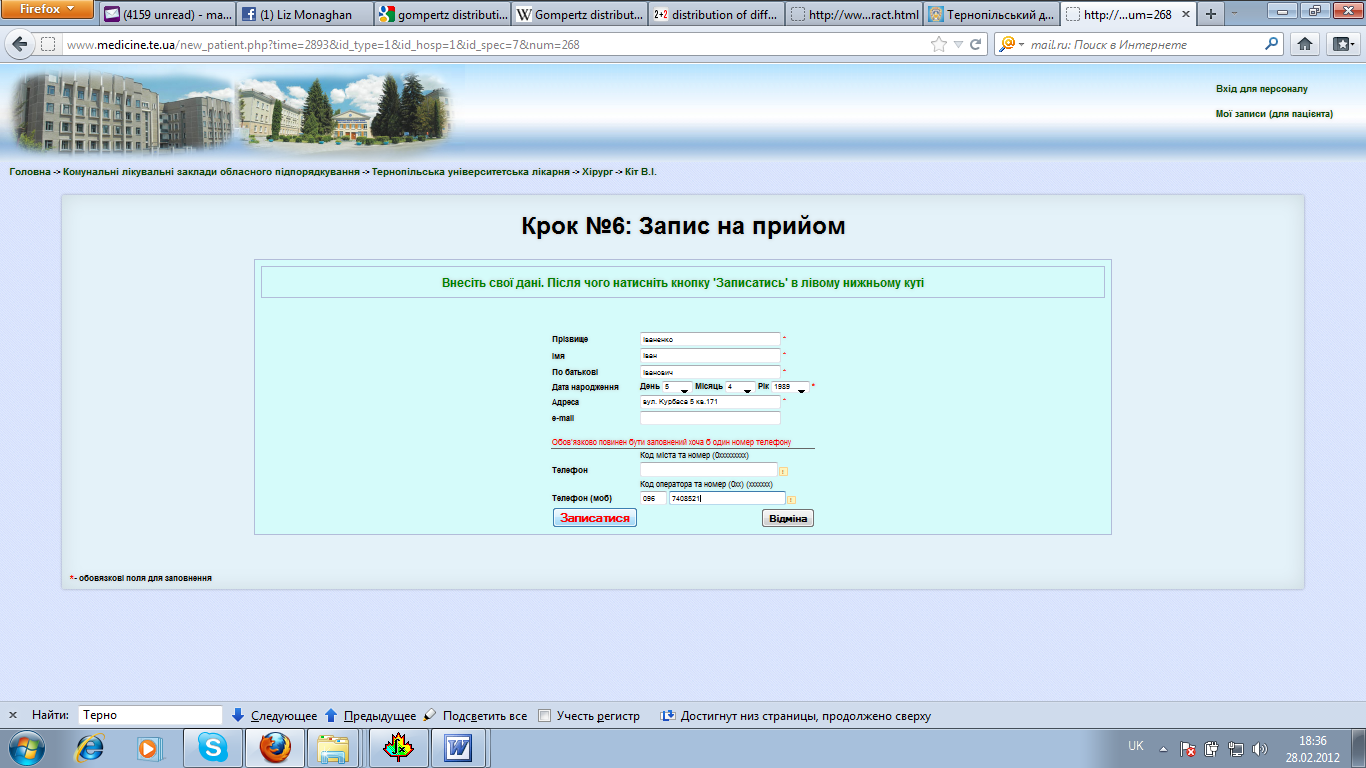 Firefox
(4159 unread) - ma...
(1) Liz Monaghan
gompertz distributi...
Gompertz distribut...
2+2 distribution of diff...
http://ww...ract.html
Тернопільський д...
http://...um=268
www.medicine.te.ua/new_patient.php?time=2893&id_type=1&id_hosp=1&id_spec=7&num=268
mail.ru: Поиск в Интернете
Вхід для персоналу
Мої записи (для пацієнта)
Головна -> Комунальні лікувальні заклади обласного підпорядкування -> Тернопільська університетська лікарня -> Хірург -> Кіт В.І.
Крок №6: Запис на прийом
Внесіть свої дані. Після чого натисніть кнопку 'Записатись' в лівому нижньому куті
Прізвище Іваненко *
Імя Іван *
По батькові Іванович *
Дата народження День 5 Місяць 4 Рік 1989 *
Адреса вул. Курбаса 5 кв.171 *
e-mail
Обов'язково повинен бути заповнений хоча б один номер телефону
Код міста та номер (0xxxxxxxx)
Телефон
Код оператора та номер (0xx) (xxxxxxx)
Телефон (моб) 096 7408521
Записатися Відміна
*- обовязкові поля для заповнення
x Найти: Терно Следующее Предыдущее Подсветить все Учесть регистр Достигнут низ страницы, продолжено сверху
UK
18:36
28.02.2012